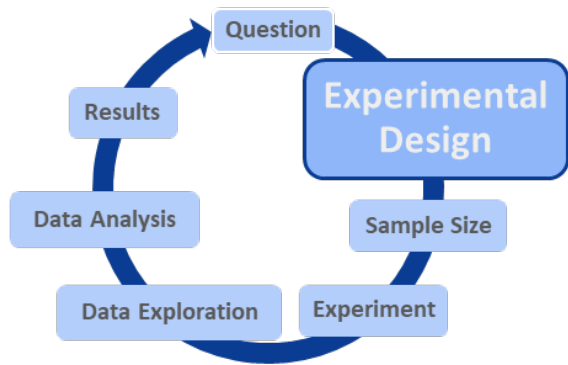 Question
Experimental
Design
Sample Size
Experiment
Data Exploration
Data Analysis
Results